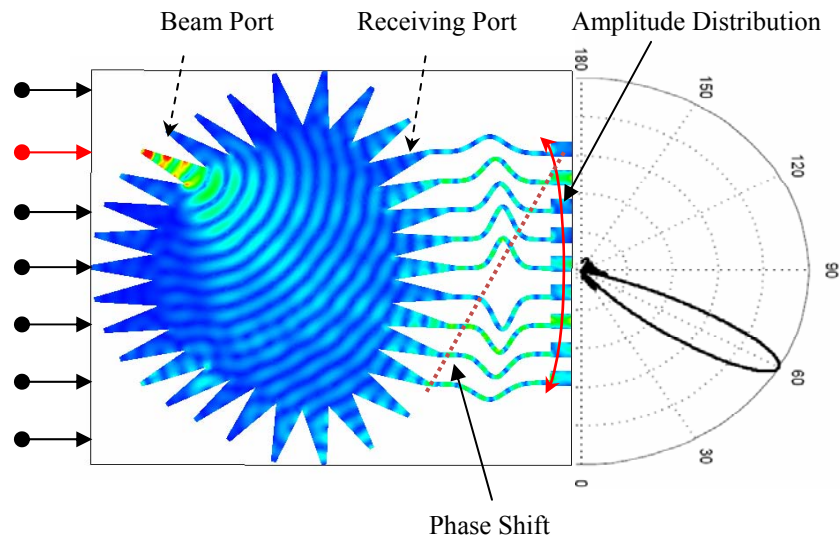 Beam Port
Receiving Port
Amplitude Distribution
180
150
120
90
60
30
0
Phase Shift